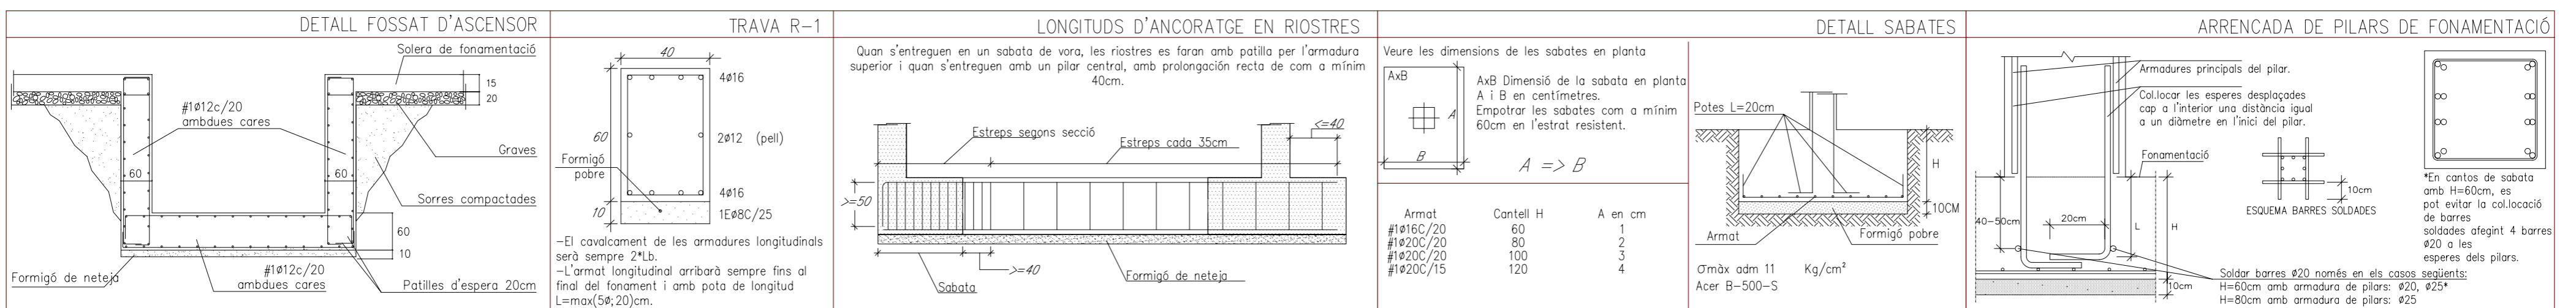 DETALL FOSSAT D'ASCENSOR
Solera de fonamentació
15
20
#1ø12c/20
ambdues cares
Graves
60
60
Sorres compactades
60
10
#1ø12c/20
ambdues cares
Formigó de neteja
Patilles d'espera 20cm
TRAVA R-1
40
4ø16
60
2ø12 (pell)
Formigó
pobre
4ø16
10
1Eø8C/25
-El cavalcament de les armadures longitudinals
serà sempre 2*Lb.
-L'armat longitudinal arribarà sempre fins al
final del fonament i amb pota de longitud
L=max(5ø;20)cm.
LONGITUDS D'ANCORATGE EN RIOSTRES
Quan s'entreguen en un sabata de vora, les riostres es faran amb patilla per l'armadura
superior i quan s'entreguen amb un pilar central, amb prolongación recta de com a mínim
40cm.
<=40
Estreps segons secció
Estreps cada 35cm
>=50
>=40
Formigó de neteja
Sabata
DETALL SABATES
Veure les dimensions de les sabates en planta
AxB
A
B
AxB Dimensió de la sabata en planta
A i B en centímetres.
Empotrar les sabates com a mínim
60cm en l'estrat resistent.
A => B
Armat Cantell H A en cm
#1ø16C/20 60 1
#1ø20C/20 80 2
#1ø20C/20 100 3
#1ø20C/15 120 4
Potes L=20cm
H
10CM
Armat
Formigó pobre
σmàx adm 11 Kg/cm²
Acer B-500-S
ARRENCADA DE PILARS DE FONAMENTACIÓ
Armadures principals del pilar.
Col.locar les esperes desplaçades
cap a l'interior una distància igual
a un diàmetre en l'inici del pilar.
Fonamentació
10cm
ESQUEMA BARRES SOLDADES
40-50cm
20cm
L
H
10cm
*En cantos de sabata
amb H=60cm, es
pot evitar la col.locació
de barres
soldades afegint 4 barres
ø20 a les
esperes dels pilars.
Soldar barres ø20 només en els casos següents:
H=60cm amb armadura de pilars: ø20, ø25*
H=80cm amb armadura de pilars: ø25